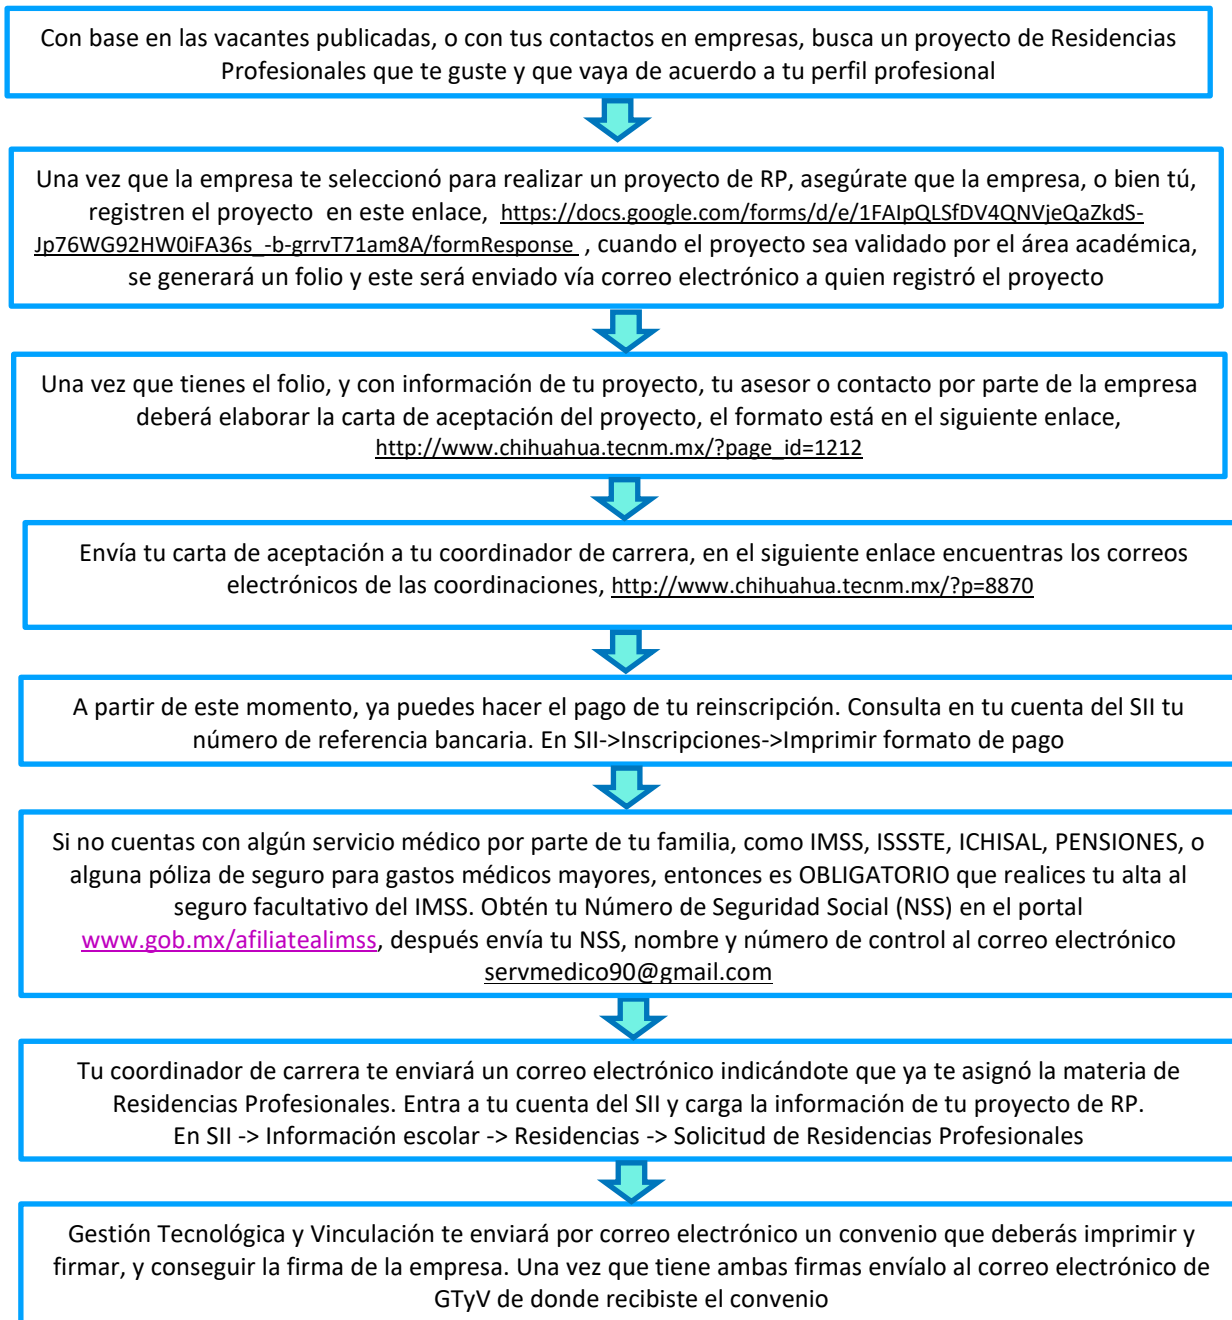 Con base en las vacantes publicadas, o con tus contactos en empresas, busca un proyecto de Residencias
Profesionales que te guste y que vaya de acuerdo a tu perfil profesional
Una vez que la empresa te seleccionó para realizar un proyecto de RP, asegúrate que la empresa, o bien tú,
registren el proyecto en este enlace, https://docs.google.com/forms/d/e/1FAIpQLSfDV4QNVjeQaZkdS-
Jp76WG92HW0iFA36s_-b-grrvT71am8A/formResponse , cuando el proyecto sea validado por el área académica,
se generará un folio y este será enviado vía correo electrónico a quien registró el proyecto
Una vez que tienes el folio, y con información de tu proyecto, tu asesor o contacto por parte de la empresa
deberá elaborar la carta de aceptación del proyecto, el formato está en el siguiente enlace,
http://www.chihuahua.tecnm.mx/?page_id=1212
Envía tu carta de aceptación a tu coordinador de carrera, en el siguiente enlace encuentras los correos
electrónicos de las coordinaciones, http://www.chihuahua.tecnm.mx/?p=8870
A partir de este momento, ya puedes hacer el pago de tu reinscripción. Consulta en tu cuenta del SII tu
número de referencia bancaria. En SII->Inscripciones->Imprimir formato de pago
Si no cuentas con algún servicio médico por parte de tu familia, como IMSS, ISSSTE, ICHISAL, PENSIONES, o
alguna póliza de seguro para gastos médicos mayores, entonces es OBLIGATORIO que realices tu alta al
seguro facultativo del IMSS. Obtén tu Número de Seguridad Social (NSS) en el portal
www.gob.mx/afiliatealimss, después envía tu NSS, nombre y número de control al correo electrónico
servmedico90@gmail.com
Tu coordinador de carrera te enviará un correo electrónico indicándote que ya te asignó la materia de
Residencias Profesionales. Entra a tu cuenta del SII y carga la información de tu proyecto de RP.
En SII -> Información escolar -> Residencias -> Solicitud de Residencias Profesionales
Gestión Tecnológica y Vinculación te enviará por correo electrónico un convenio que deberás imprimir y
firmar, y conseguir la firma de la empresa. Una vez que tiene ambas firmas envíalo al correo electrónico de
GTyV de donde recibiste el convenio